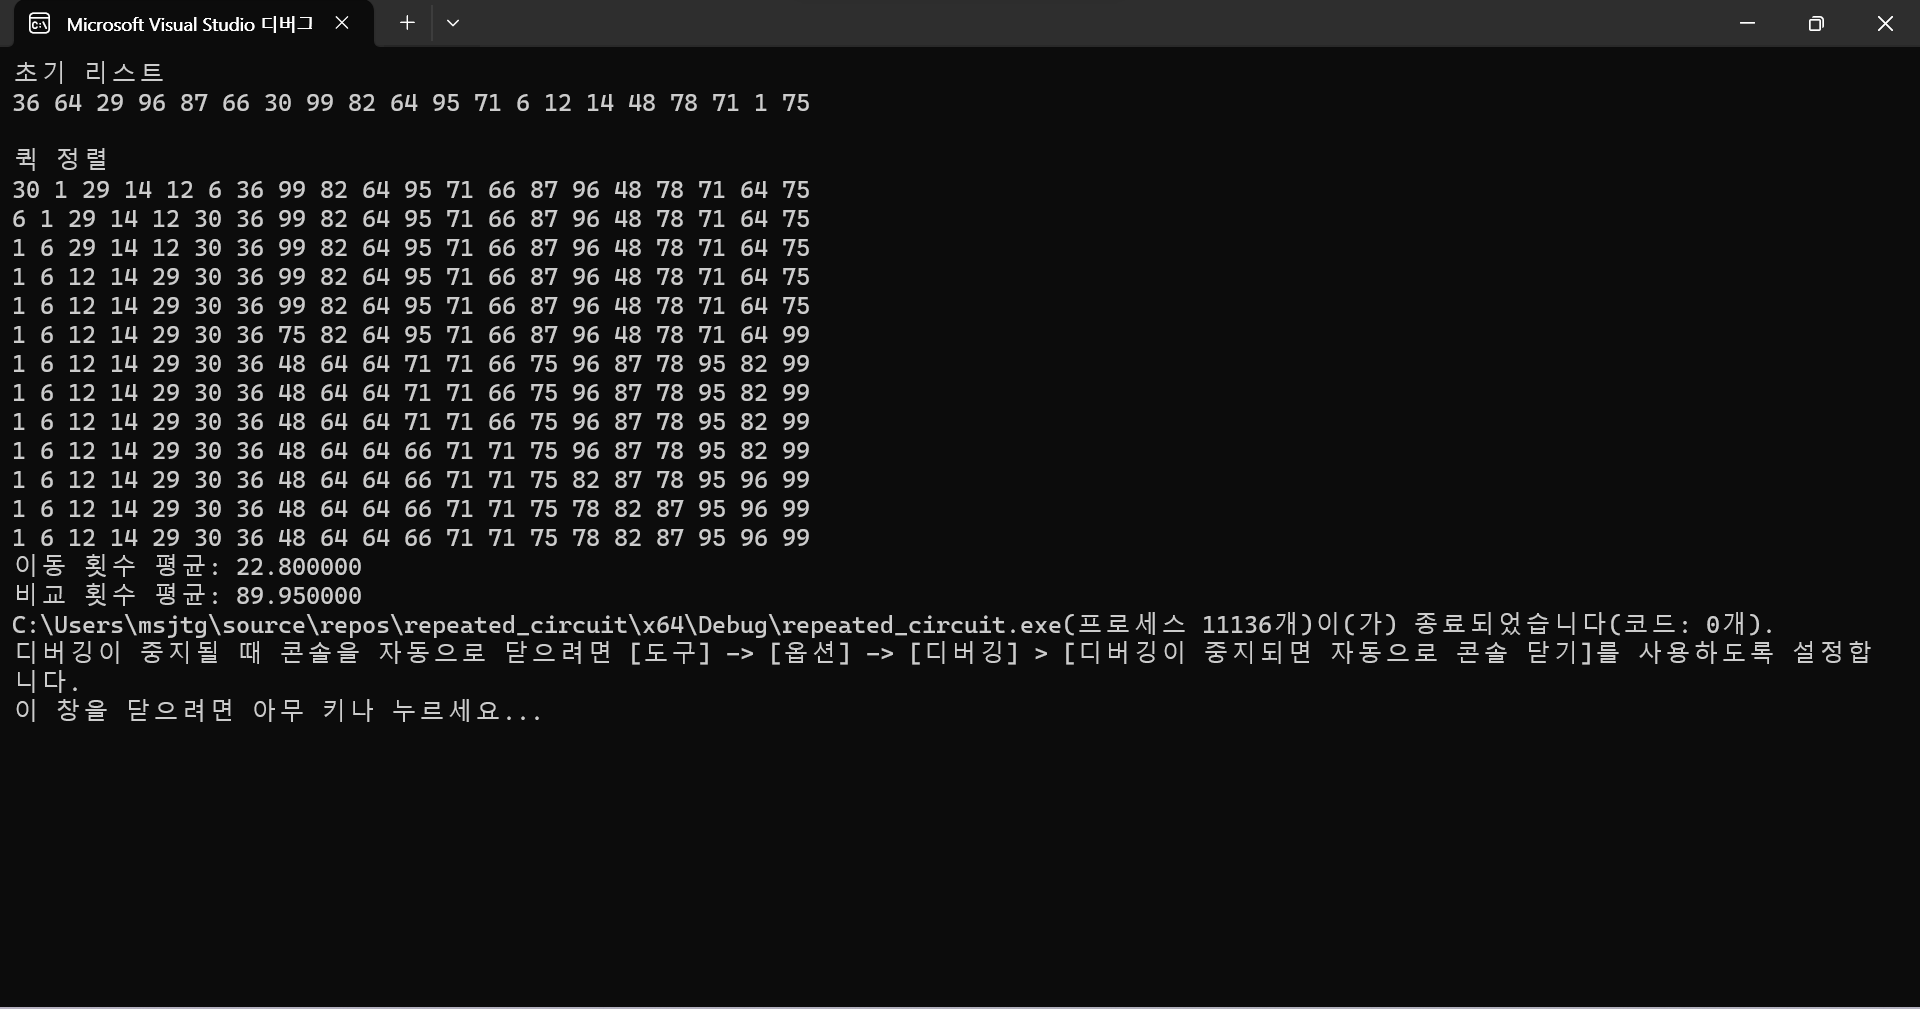 Microsoft Visual Studio 디버그
초기 리스트
36 64 29 96 87 66 30 99 82 64 95 71 6 12 14 48 78 71 1 75
퀵 정렬
30 1 29 14 12 6 36 99 82 64 95 71 66 87 96 48 78 71 64 75
6 1 29 14 12 30 36 99 82 64 95 71 66 87 96 48 78 71 64 75
1 6 29 14 12 30 36 99 82 64 95 71 66 87 96 48 78 71 64 75
1 6 12 14 29 30 36 99 82 64 95 71 66 87 96 48 78 71 64 75
1 6 12 14 29 30 36 99 82 64 95 71 66 87 96 48 78 71 64 75
1 6 12 14 29 30 36 75 82 64 95 71 66 87 96 48 78 71 64 99
1 6 12 14 29 30 36 48 64 64 71 71 66 75 96 87 78 95 82 99
1 6 12 14 29 30 36 48 64 64 71 71 66 75 96 87 78 95 82 99
1 6 12 14 29 30 36 48 64 64 71 71 66 75 96 87 78 95 82 99
1 6 12 14 29 30 36 48 64 64 66 71 71 75 96 87 78 95 82 99
1 6 12 14 29 30 36 48 64 64 66 71 71 75 82 87 78 95 96 99
1 6 12 14 29 30 36 48 64 64 66 71 71 75 78 82 87 95 96 99
1 6 12 14 29 30 36 48 64 64 66 71 71 75 78 82 87 95 96 99
이동 횟수 평균: 22.800000
비교 횟수 평균: 89.950000
C:\Users\msjtg\source\repos\repeated_circuit\x64\Debug\repeated_circuit.exe(프로세스 11136개)이(가) 종료되었습니다(코드: 0개).
디버깅이 중지될 때 콘솔을 자동으로 닫으려면 [도구] -> [옵션] -> [디버깅] > [디버깅이 중지되면 자동으로 콘솔 닫기]를 사용하도록 설정합
니다.
이 창을 닫으려면 아무 키나 누르세요...